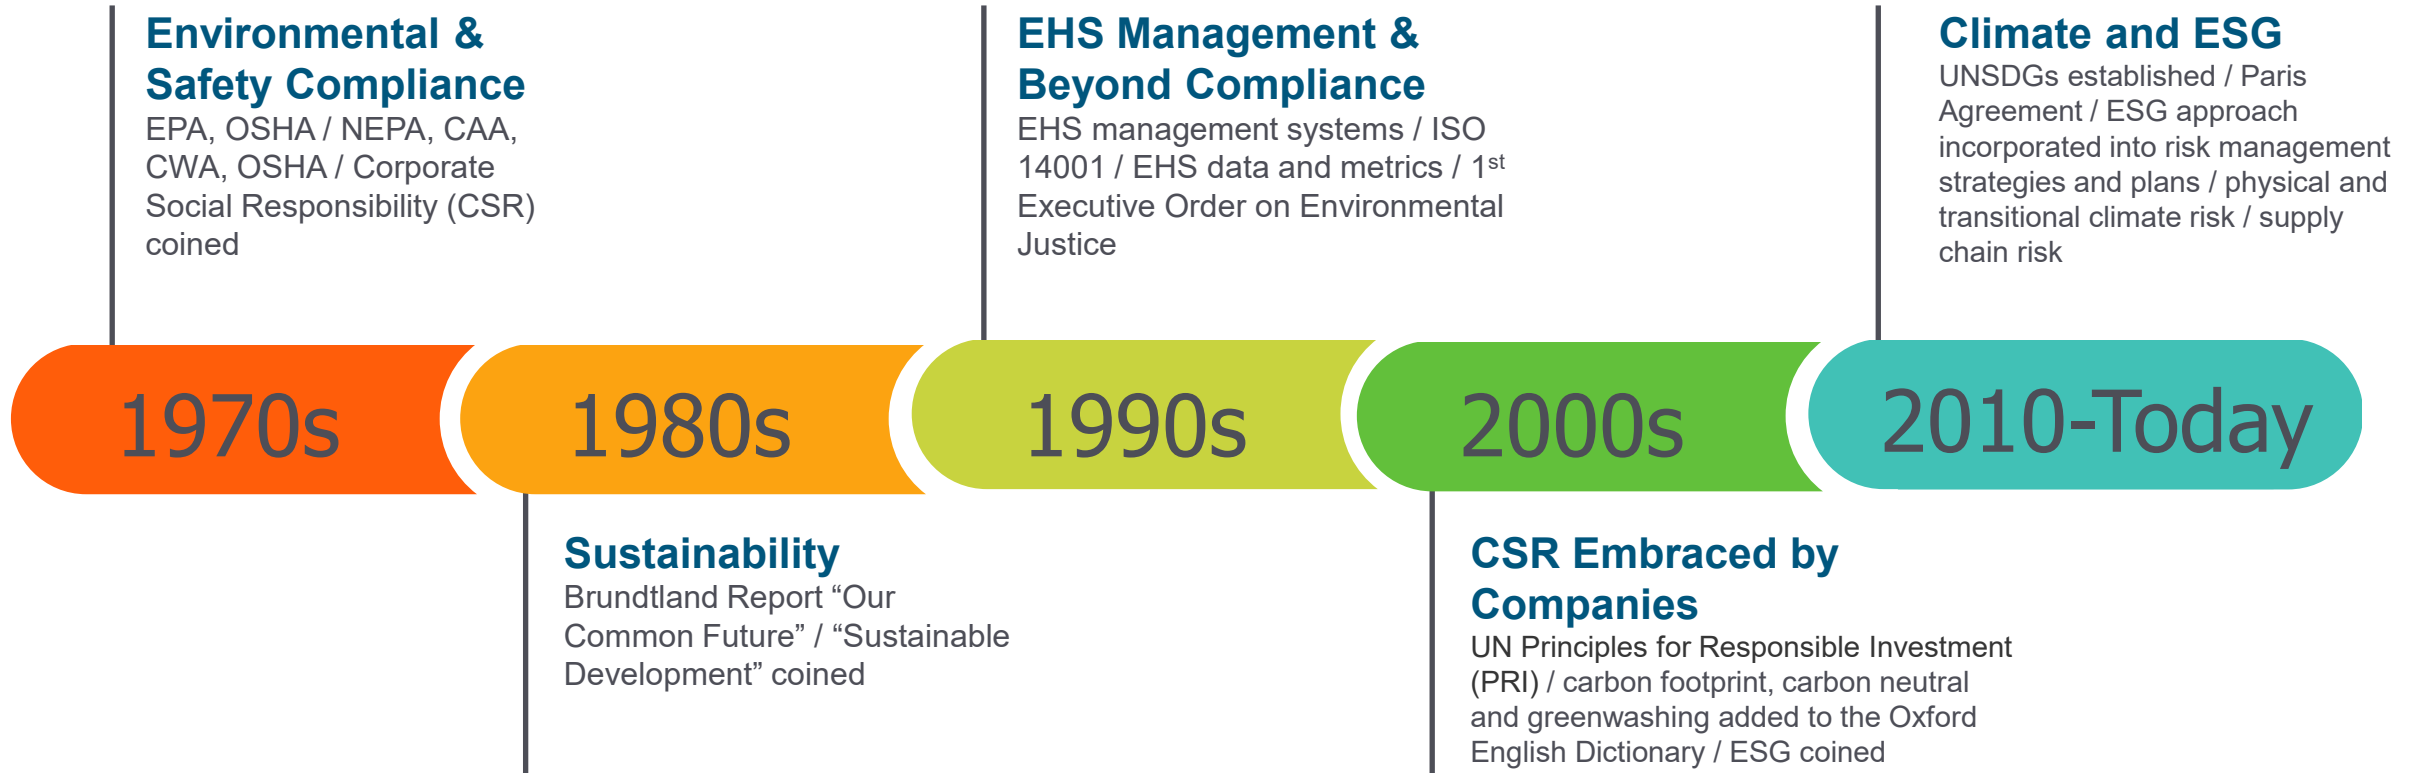 Environmental &
Safety Compliance
EPA, OSHA / NEPA, CAA,
CWA, OSHA / Corporate
Social Responsibility (CSR)
coined
EHS Management &
Beyond Compliance
EHS management systems / ISO
14001 / EHS data and metrics / 1st
Executive Order on Environmental
Justice
Climate and ESG
UNSDGs established / Paris
Agreement / ESG approach
incorporated into risk management
strategies and plans / physical and
transitional climate risk / supply
chain risk
1970s
1980s
1990s
2000s
2010-Today
Sustainability
Brundtland Report “Our
Common Future” / “Sustainable
Development” coined
CSR Embraced by
Companies
UN Principles for Responsible Investment
(PRI) / carbon footprint, carbon neutral
and greenwashing added to the Oxford
English Dictionary / ESG coined